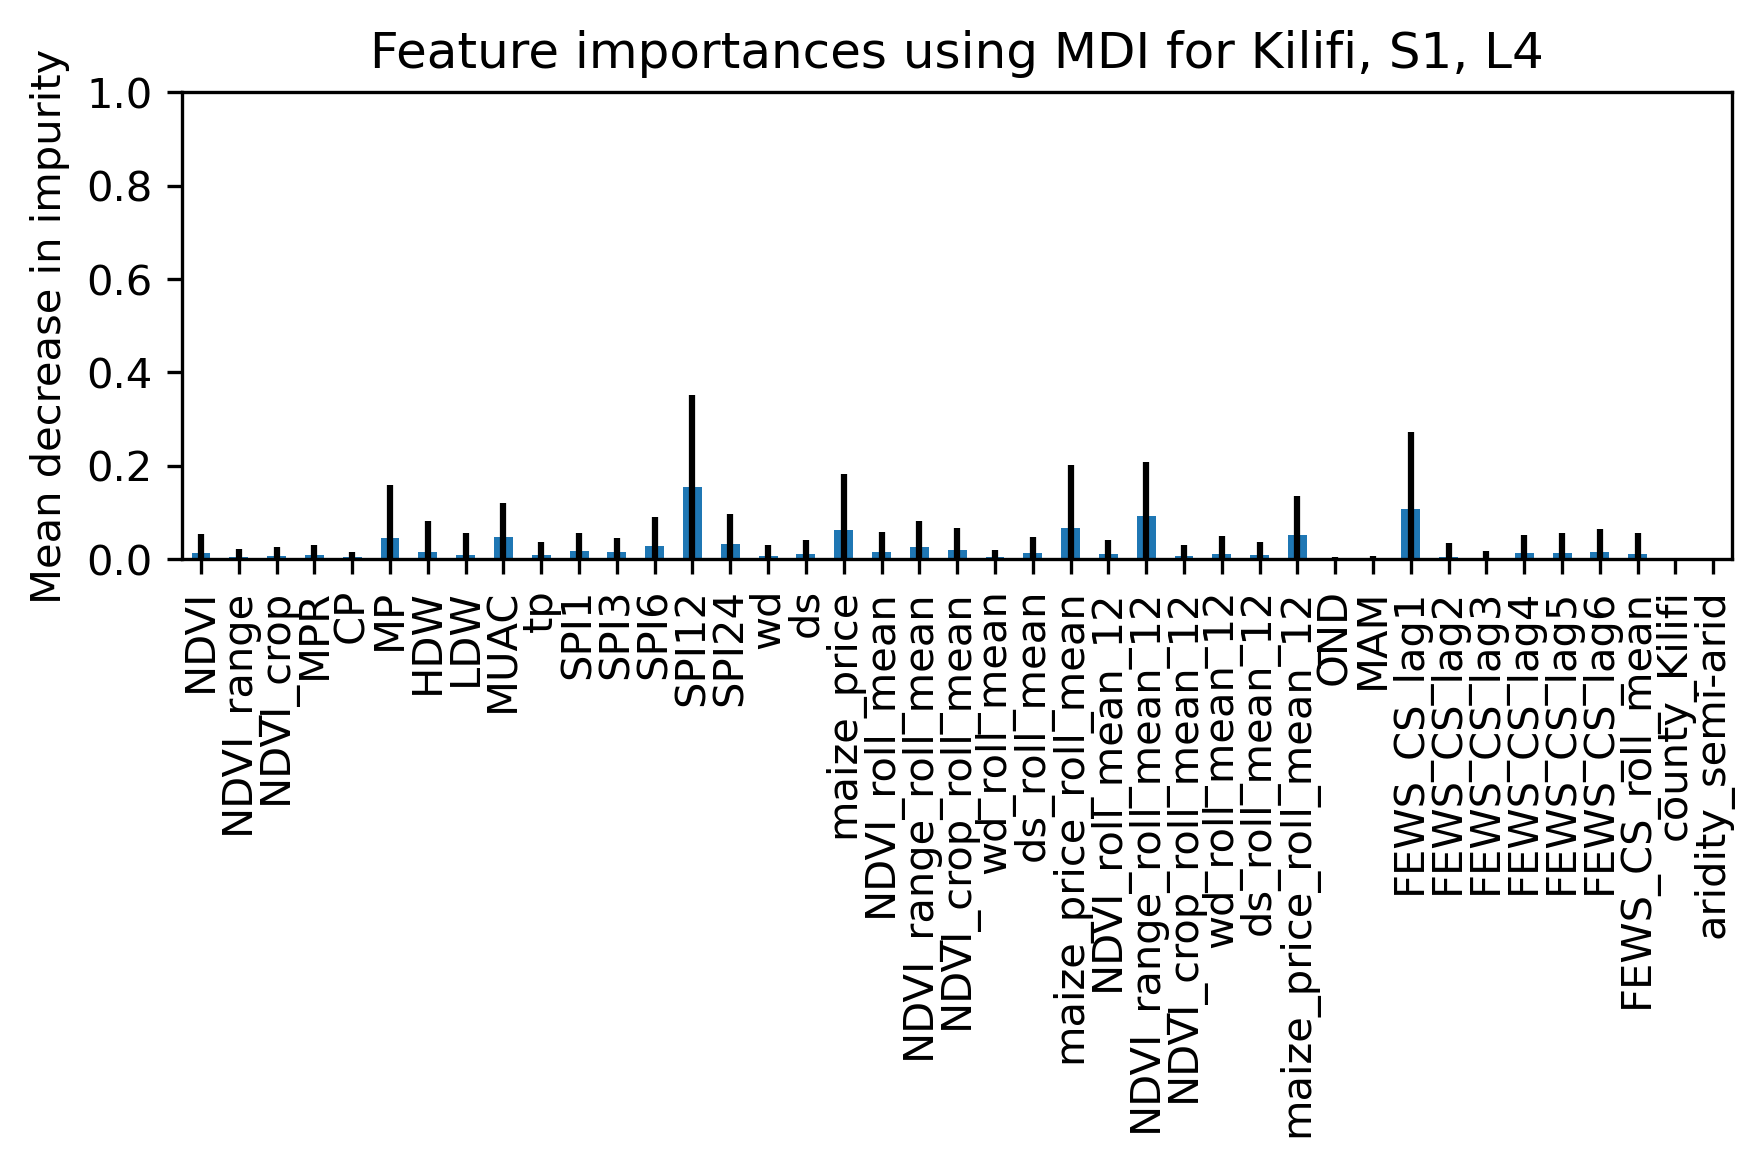 Feature importances using MDI for Kilifi, S1, L4
Mean decrease in impurity
1.0
0.8
0.6
0.4
0.2
0.0
NDVI
NDVI_range
NDVI_crop
MPR
CP
MP
HDW
LDW
MUAC
tp
SPI1
SPI3
SPI6
SPI12
SPI24
wd
ds
maize_price
NDVI_roll_mean
NDVI_range_roll_mean
NDVI_crop_roll_mean
wd_roll_mean
ds_roll_mean
maize_price_roll_mean
NDVI_roll_mean_12
NDVI_range_roll_mean_12
NDVI_crop_roll_mean_12
wd_roll_mean_12
ds_roll_mean_12
maize_price_roll_mean_12
OND
MAM
FEWS_CS_lag1
FEWS_CS_lag2
FEWS_CS_lag3
FEWS_CS_lag4
FEWS_CS_lag5
FEWS_CS_lag6
FEWS_CS_roll_mean
county_Kilifi
aridity_semi-arid